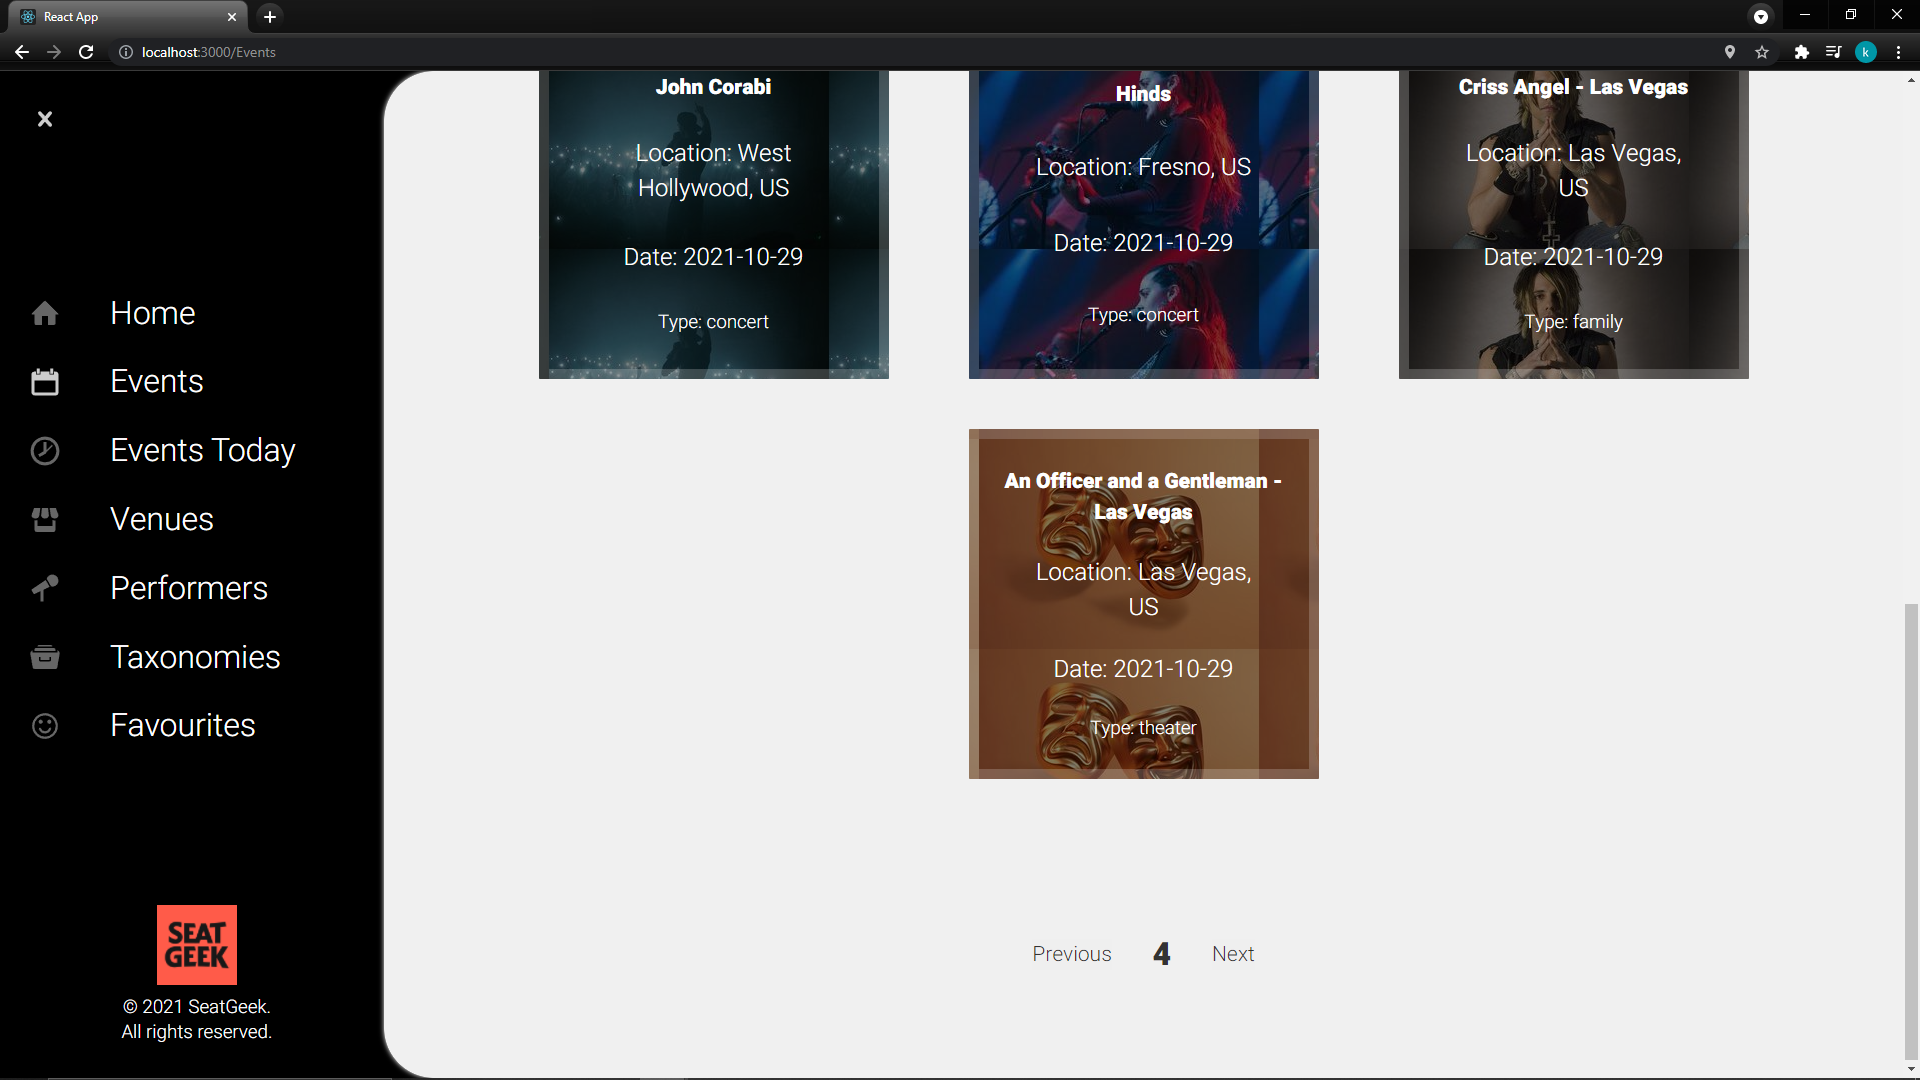 React App
localhost:3000/Events
k
Home
Events
Events Today
Venues
Performers
Taxonomies
Favourites
SEAT
GEEK
© 2021 SeatGeek.
All rights reserved.
John Corabi
Location: West
Hollywood, US
Date: 2021-10-29
Type: concert
Hinds
Location: Fresno, US
Date: 2021-10-29
Type: concert
Criss Angel - Las Vegas
Location: Las Vegas,
US
Date: 2021-10-29
Type: family
An Officer and a Gentleman -
Las Vegas
Location: Las Vegas,
US
Date: 2021-10-29
Type: theater
Previous 4 Next